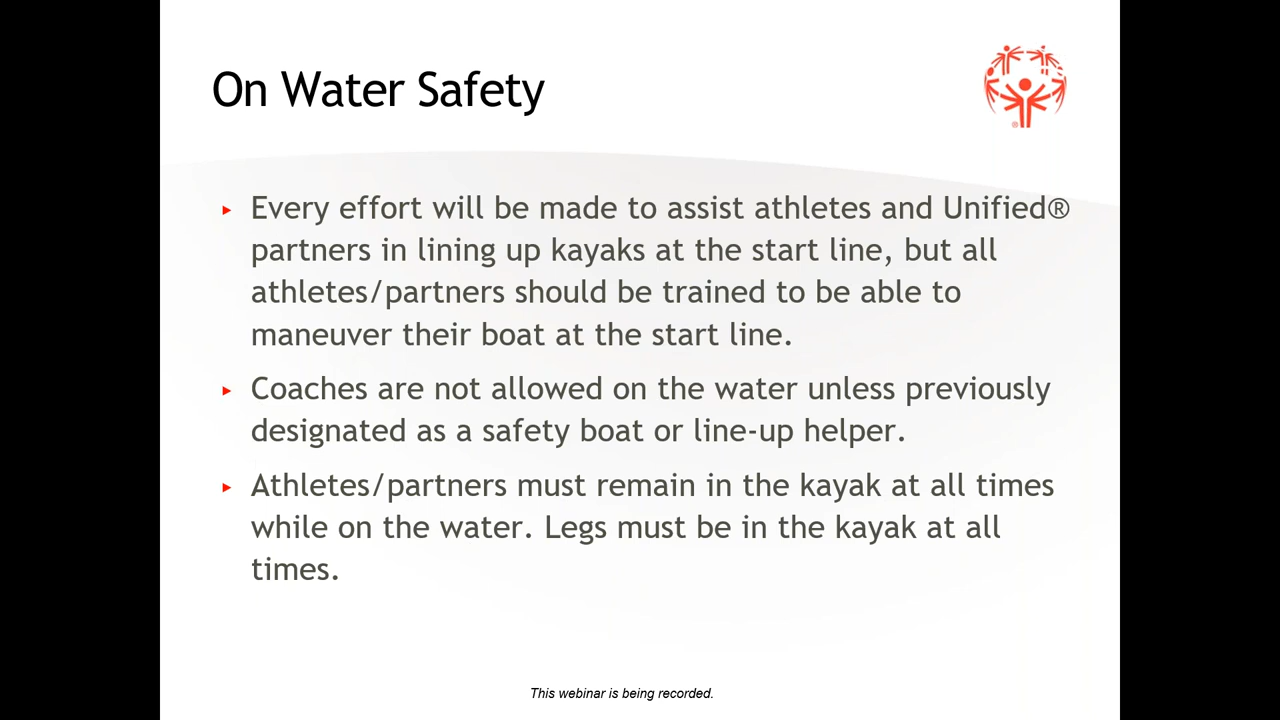 On Water Safety
Every effort will be made to assist athletes and Unified®
partners in lining up kayaks at the start line, but all
athletes/partners should be trained to be able to
maneuver their boat at the start line.
Coaches are not allowed on the water unless previously
designated as a safety boat or line-up helper.
Athletes/partners must remain in the kayak at all times
while on the water. Legs must be in the kayak at all
times.
This webinar is being recorded.